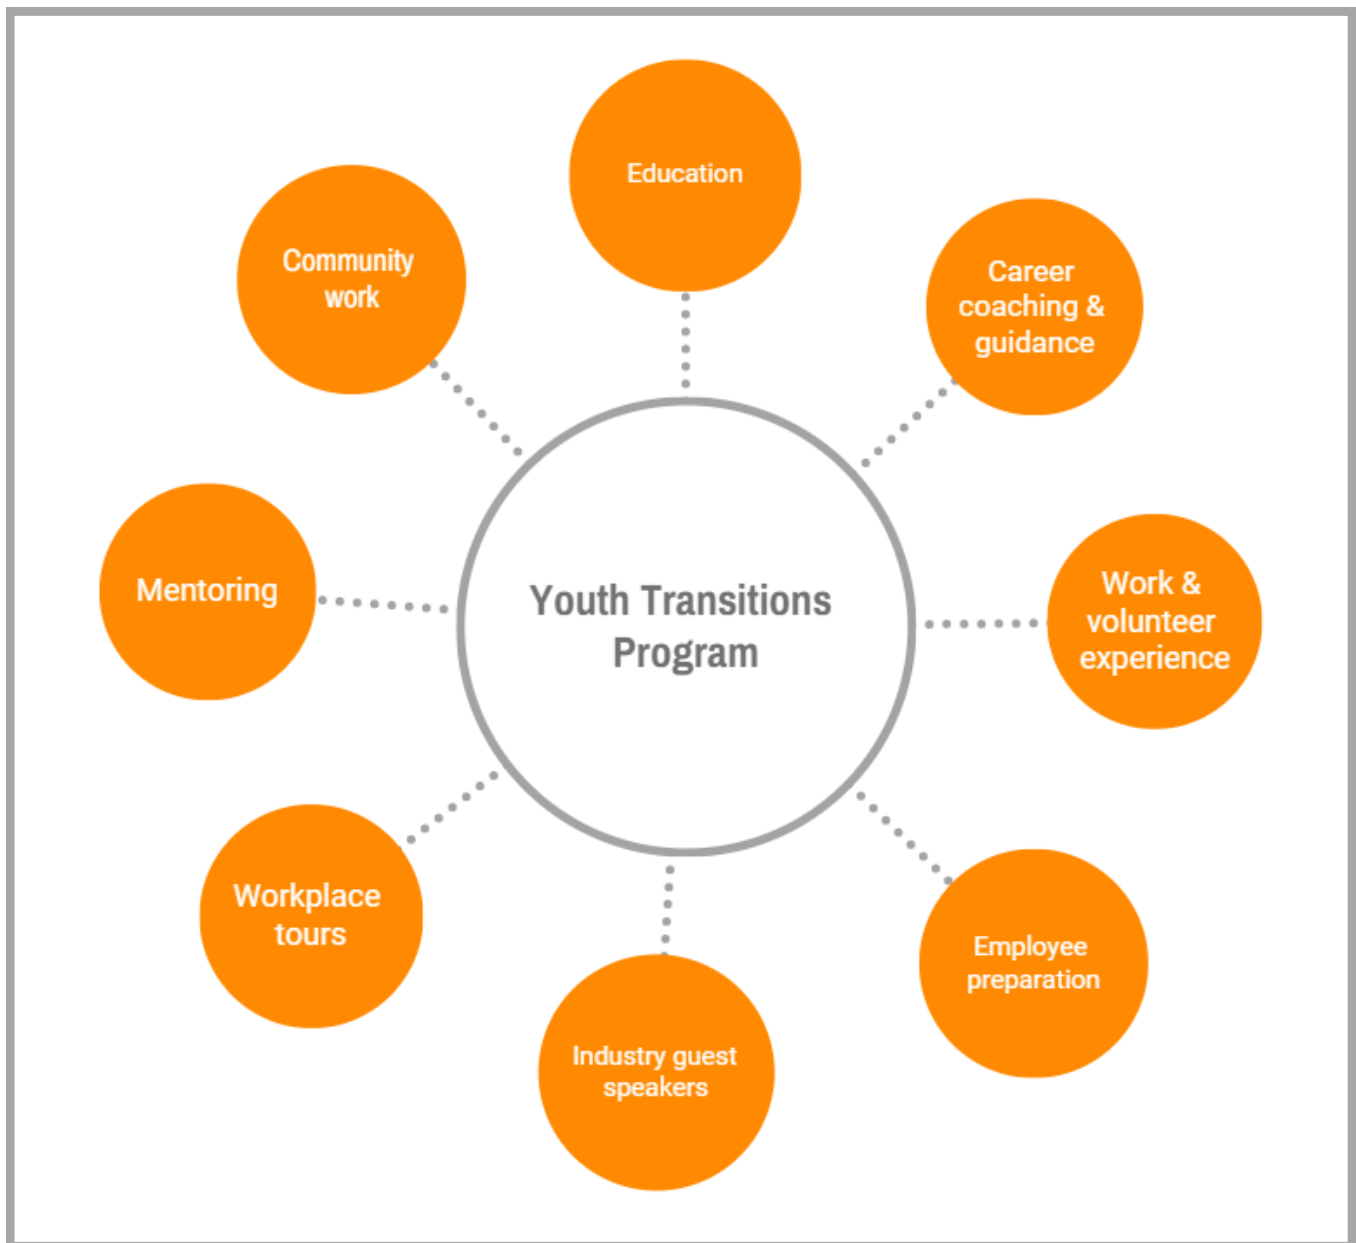 Education
Career
coaching &
guidance
Work &
volunteer
experience
Employee
preparation
Industry guest
speakers
Workplace
tours
Mentoring
Community
work
Youth Transitions
Program